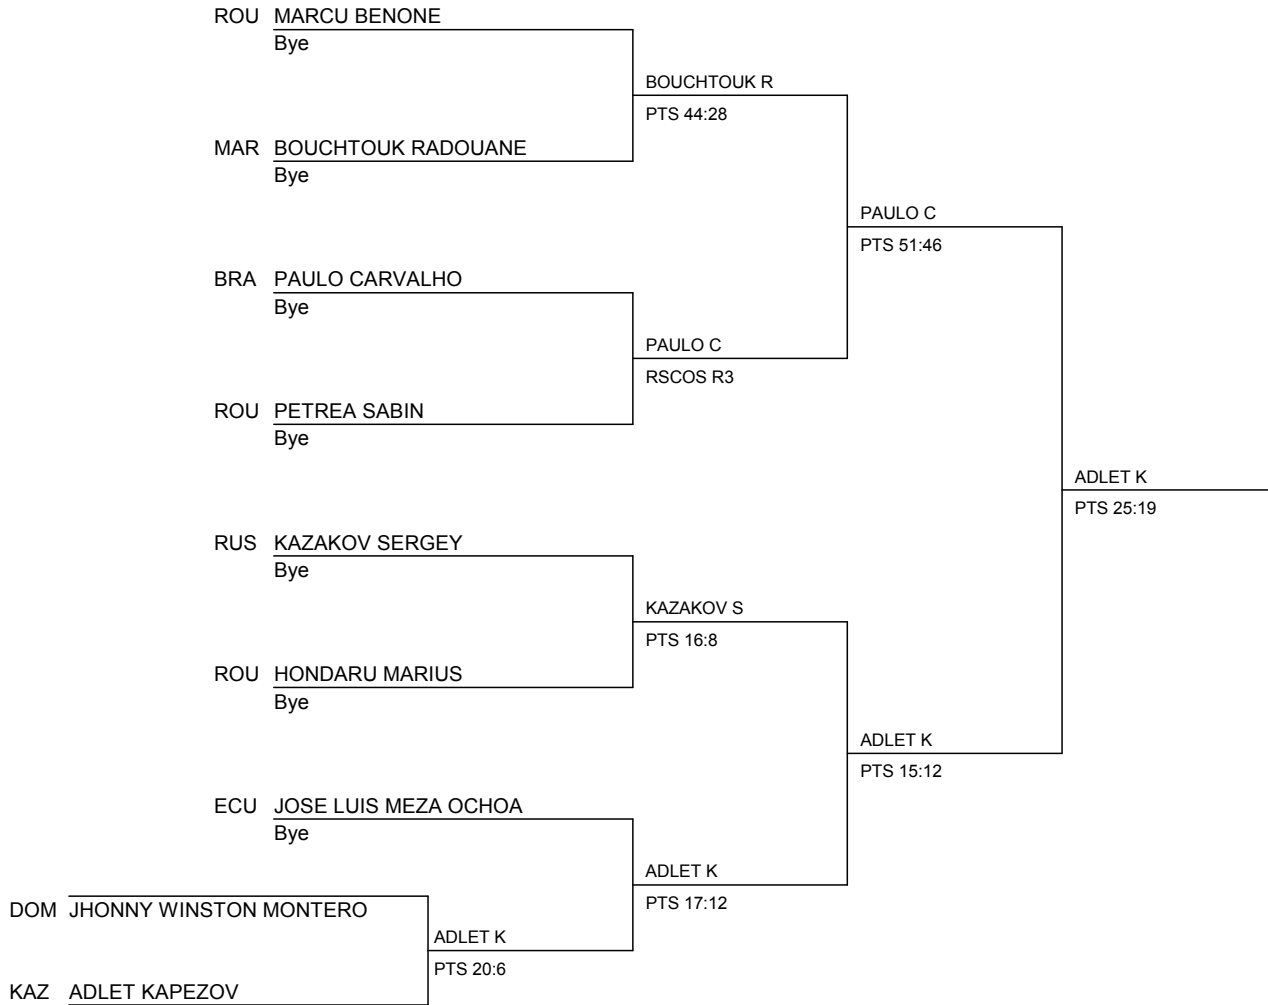 ROU MARCU BENONE
Bye
BOUCHTOUK R
PTS 44:28
MAR BOUCHTOUK RADOUANE
Bye
PAULO C
PTS 51:46
BRA PAULO CARVALHO
Bye
PAULO C
RSCOS R3
ROU PETREA SABIN
Bye
ADLET K
PTS 25:19
RUS KAZAKOV SERGEY
Bye
KAZAKOV S
PTS 16:8
ROU HONDARU MARIUS
Bye
ADLET K
PTS 15:12
ECU JOSE LUIS MEZA OCHOA
Bye
ADLET K
PTS 17:12
DOM JHONNY WINSTON MONTERO
ADLET K
PTS 20:6
KAZ ADLET KAPEZOV